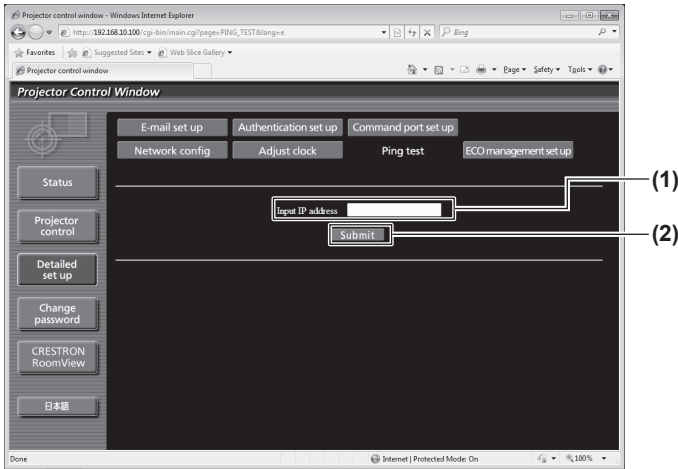 Projector control window - Windows Internet Explorer
http://192.168.10.100/cgi-bin/main.cgi?page=PING_TEST&lang=e
Bing
Favorites Suggested Sites Web Slice Gallery
Projector control window Page Safety Tools
Projector Control Window
E-mail set up Authentication set up Command port set up
Network config Adjust clock Ping test ECO management set up
Status
Projector
control
Detailed
set up
Change
password
CRESTRON
RoomView
日本語
Input IP address
Submit
(1)
(2)
Done Internet | Protected Mode: On 100%